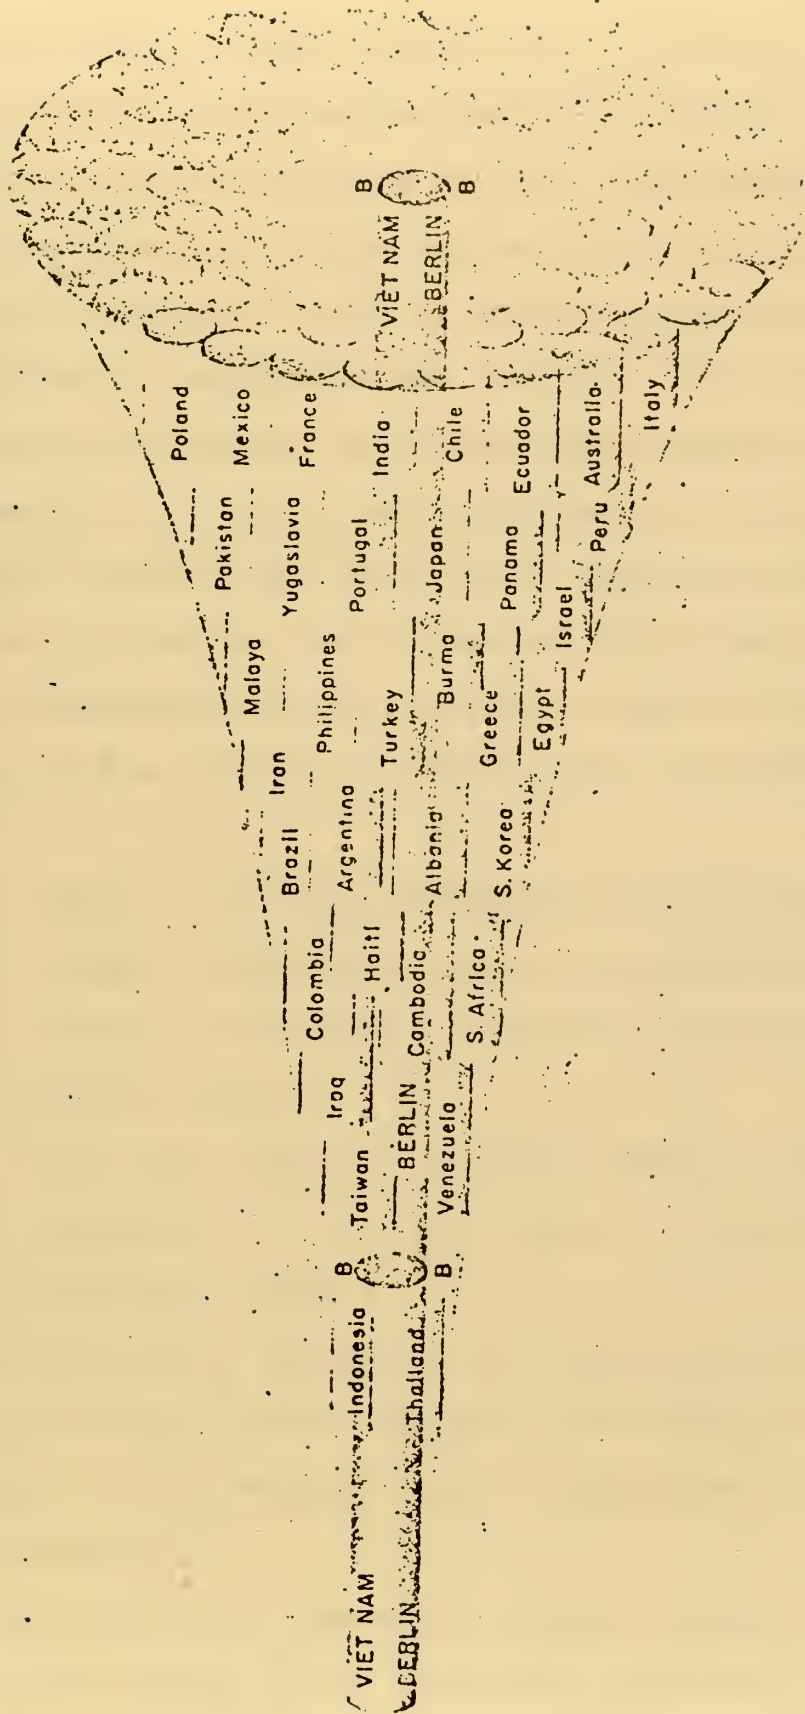 B
B
VIET NAM
BERLIN
Poland
Mexico
France
India
Chile
Ecuador
Australia
Italy
Pakistan
Yugoslavia
Portugal
Japan
Panama
Peru
Malaya
Philippines
Turkey
Burma
Greece
Egypt
Israel
Iran
Brazil
Argentina
Albania
S. Korea
Colombia
Haiti
Cambodia
S. Africa
Iraq
Taiwan
BERLIN
Venezuela
B
B
Indonesia
Thailand
VIET NAM
BERLIN